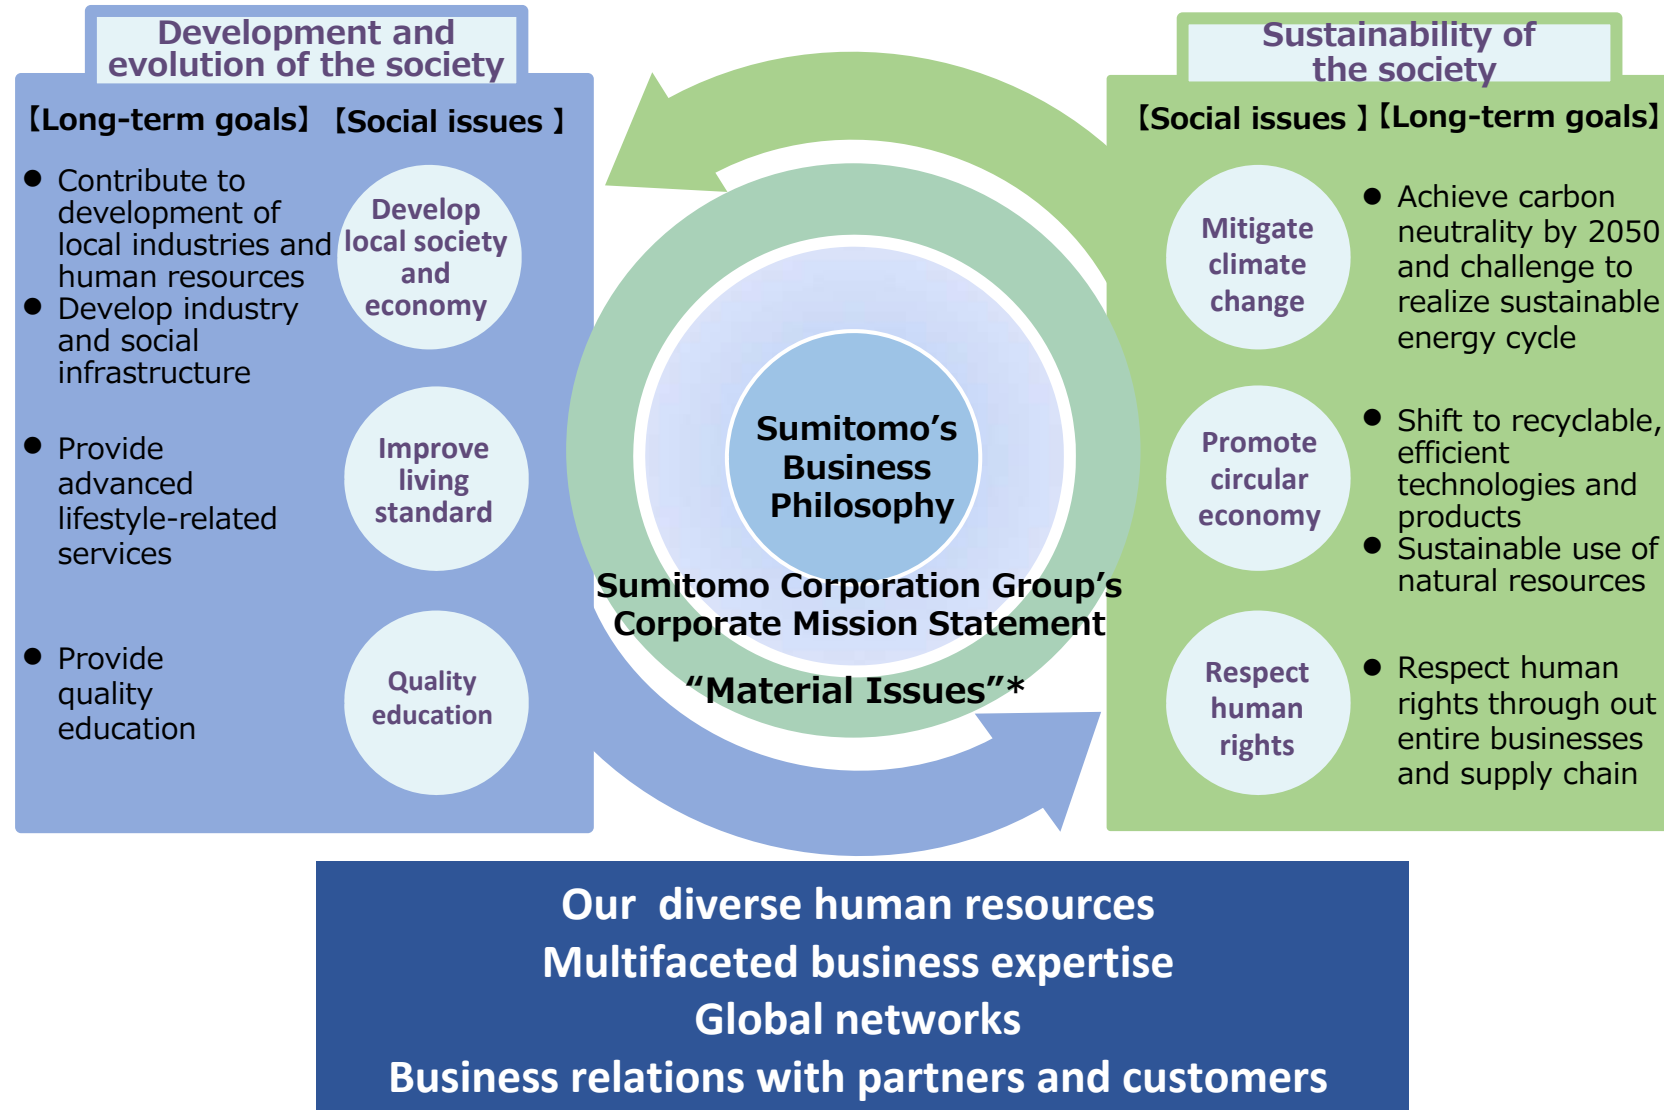 Development and
evolution of the society
【Long-term goals】
【Social issues 】
● Contribute to
development of
local industries and
human resources
● Develop industry
and social
infrastructure
Develop
local society
and
economy
● Provide
advanced
lifestyle-related
services
Improve
living
standard
● Provide
quality
education
Quality
education
Sumitomo’s
Business
Philosophy
Sumitomo Corporation Group’s
Corporate Mission Statement
“Material Issues”*
Sustainability of
the society
【Social issues 】
【Long-term goals】
Mitigate
climate
change
● Achieve carbon
neutrality by 2050
and challenge to
realize sustainable
energy cycle
Promote
circular
economy
● Shift to recyclable,
efficient
technologies and
products
● Sustainable use of
natural resources
Respect
human
rights
● Respect human
rights through out
entire businesses
and supply chain
Our  diverse human resources
Multifaceted business expertise
Global networks
Business relations with partners and customers